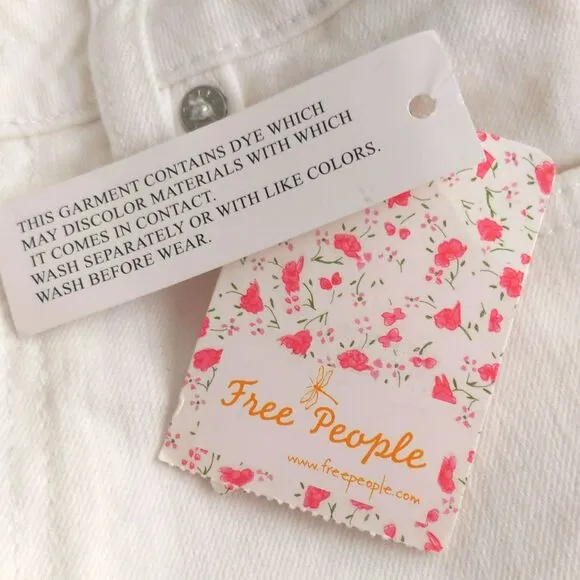 THIS GARMENT CONTAINS DYE WHICH
MAY DISCOLOR MATERIALS WITH WHICH
IT COMES IN CONTACT.
WASH SEPARATELY OR WITH LIKE COLORS.
WASH BEFORE WEAR.
Free People
www.freepeople.com